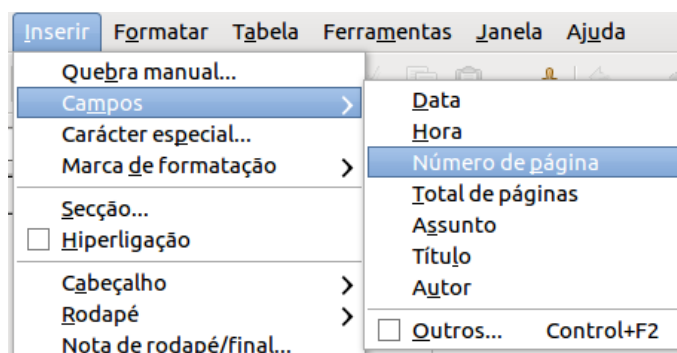 Inserir Formatar Tabela Ferramentas Janela Ajuda
Quebra manual...
Campos
Carácter especial...
Marca de formatação
Secção...
Hiperligação
Cabeçalho
Rodapé
Nota de rodapé/final...
Data
Hora
Número de página
Total de páginas
Assunto
Título
Autor
Outros... Control+F2